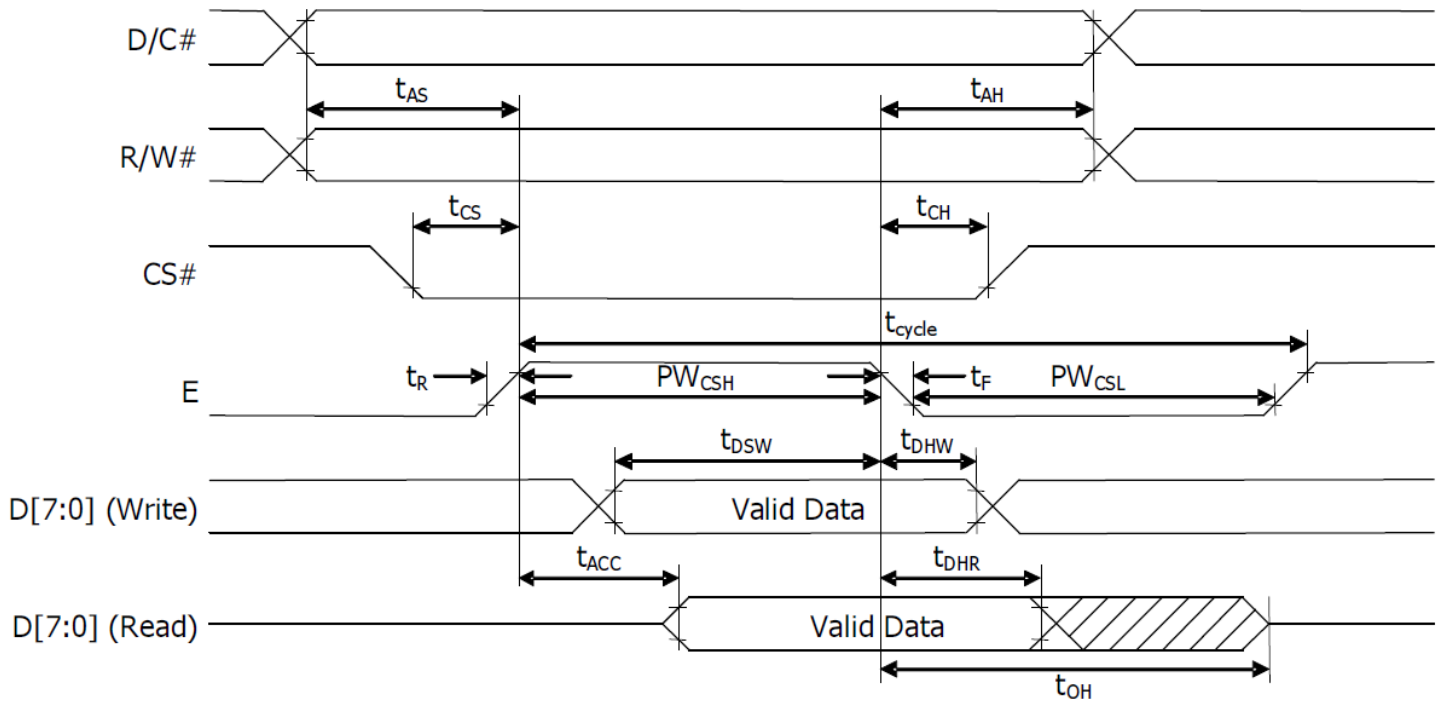 D/C#
tAS
tAH
R/W#
tCS
tCH
CS#
tcycle
tR
PWCSH
tF
PWCSL
E
tDSW
tDHW
D[7:0] (Write)
Valid Data
tACC
tDHR
D[7:0] (Read)
Valid Data
tOH